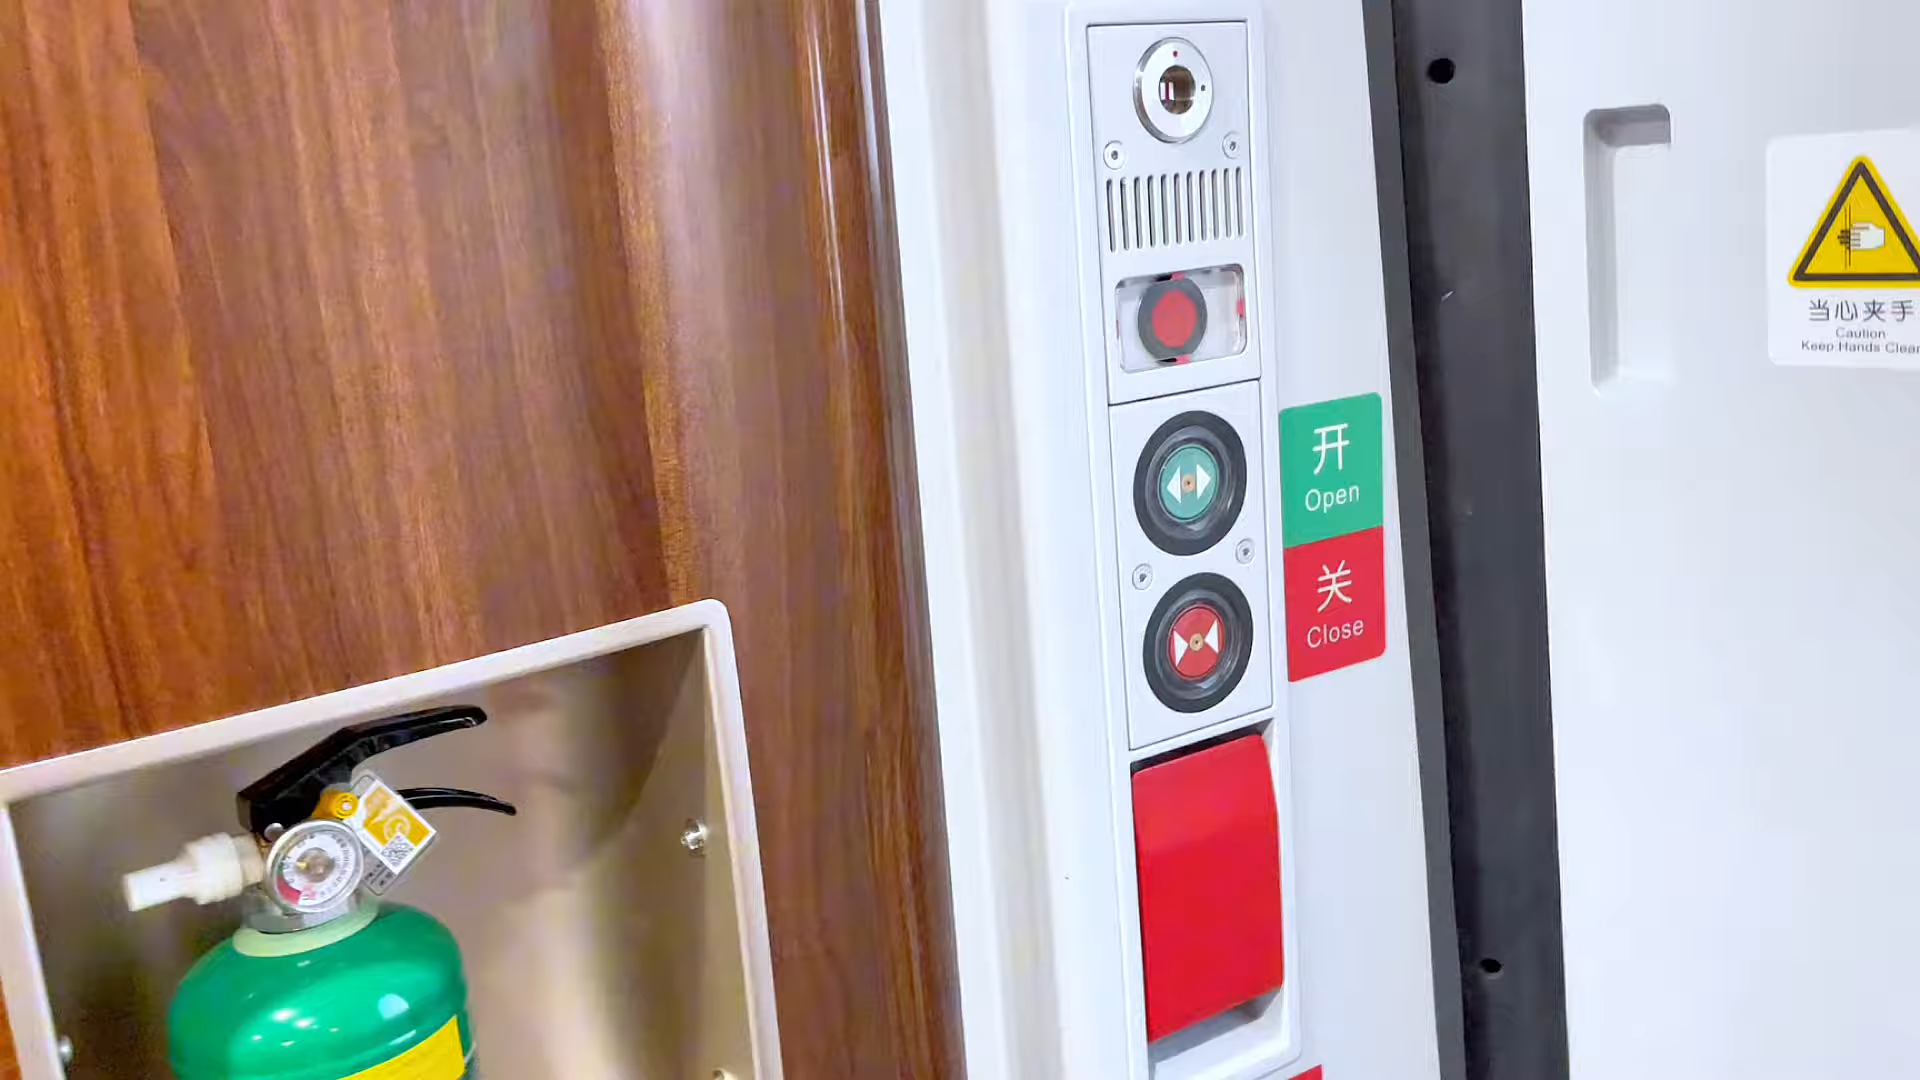 开
Open
关
Close
当心夹手
Caution
Keep Hands Clear